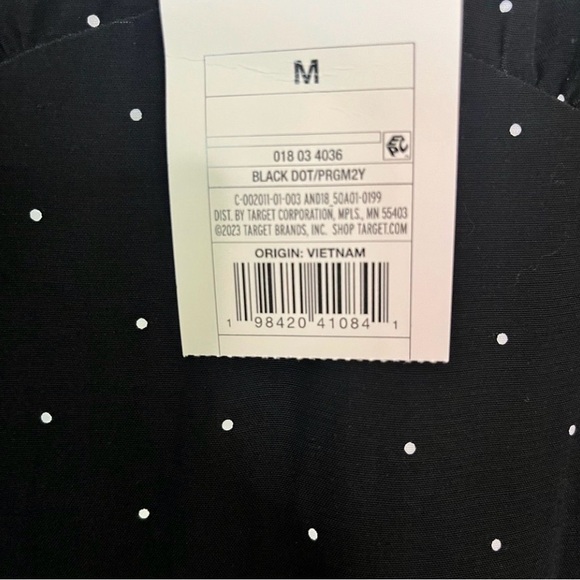 M
EPC
018 03 4036
BLACK DOT/PRGM2Y
C-002011-01-003 AND18_50A01-0199
DIST. BY TARGET CORPORATION, MPLS., MN 55403
©2023 TARGET BRANDS, INC. SHOP TARGET.COM
ORIGIN: VIETNAM
1 98420 41084 1